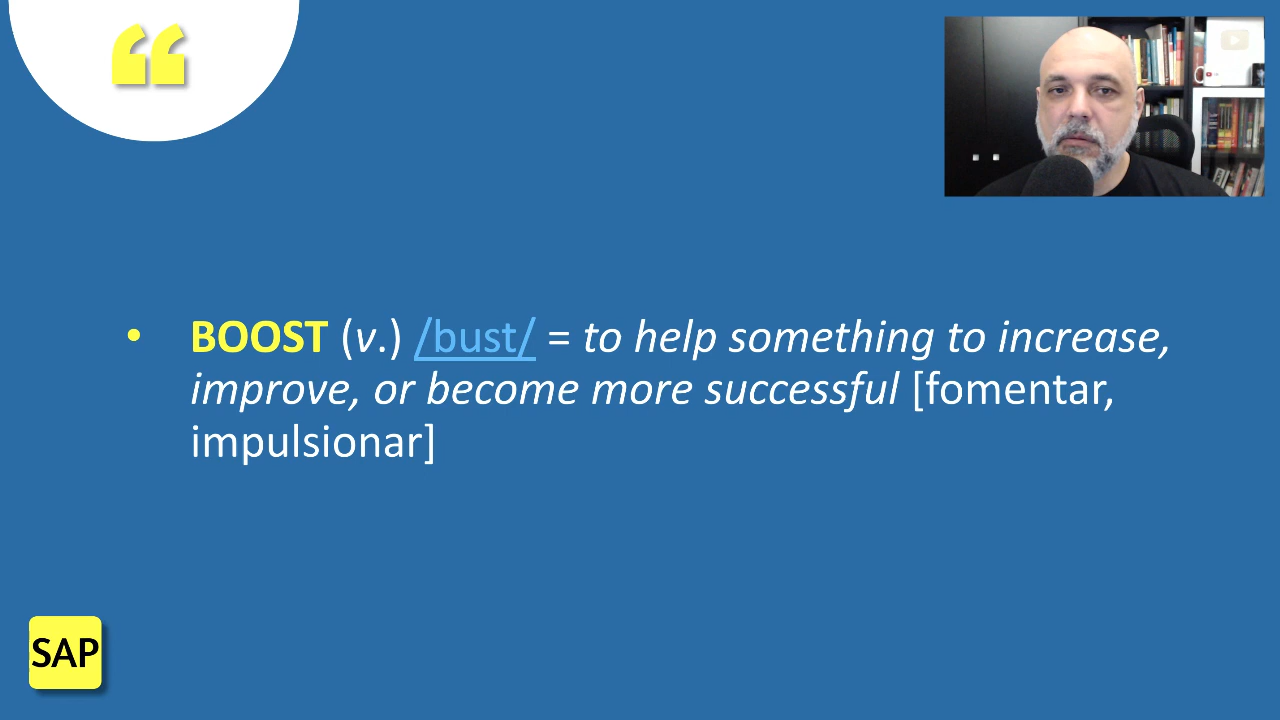 “
• BOOST (v.) /bust/ = to help something to increase,
improve, or become more successful [fomentar,
impulsionar]
SAP